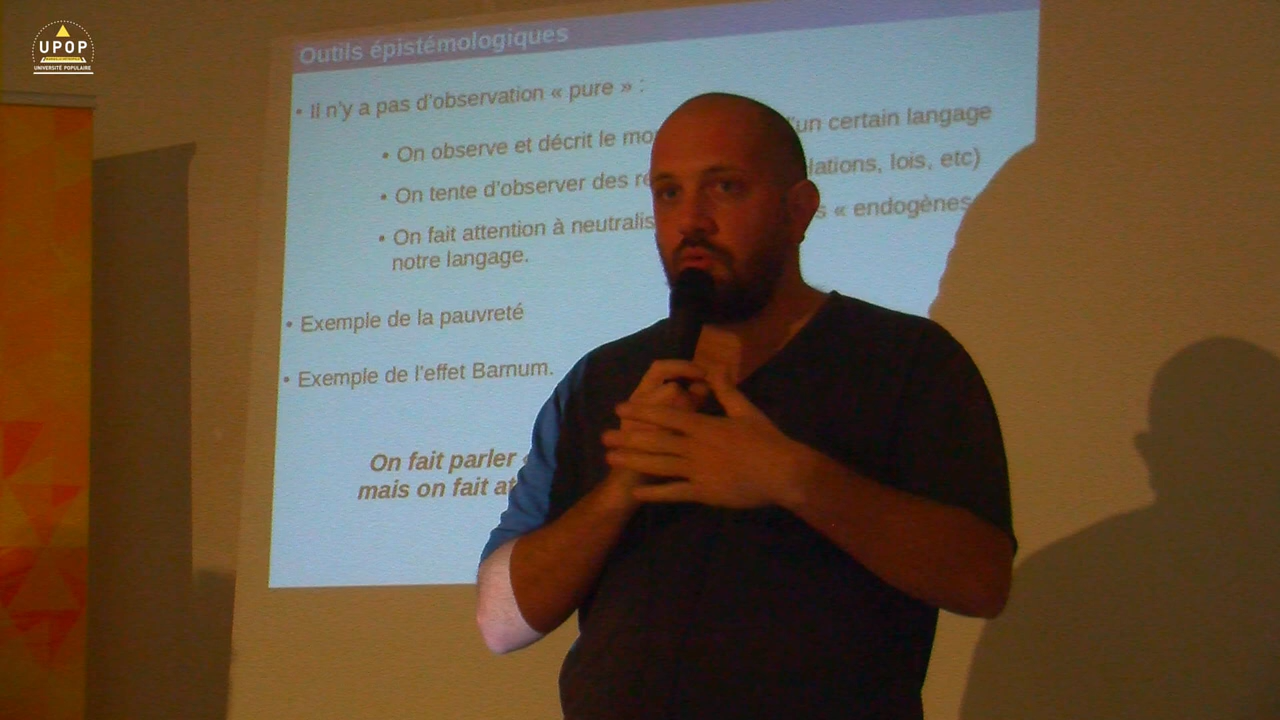 UPOP
UNIVERSITÉ POPULAIRE
Outils épistémologiques
• Il n'y a pas d'observation « pure » :
• On observe et décrit le mo
'un certain langage
• On tente d'observer des ré
lations, lois, etc)
• On fait attention à neutralis
s « endogènes
notre langage.
• Exemple de la pauvreté
• Exemple de l'effet Barnum.
On fait parler
mais on fait at